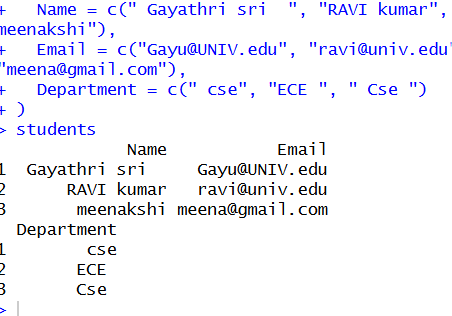 +   Name = c(" Gayathri sri  ", "RAVI kumar",
meenakshi"),
+   Email = c("Gayu@UNIV.edu", "ravi@univ.edu"
"meena@gmail.com"),
+   Department = c(" cse", "ECE ", " Cse ")
+ )
> students
Name Email
1 Gayathri sri Gayu@UNIV.edu
2 RAVI kumar ravi@univ.edu
3 meenakshi meena@gmail.com
Department
1 cse
2 ECE
3 Cse
>